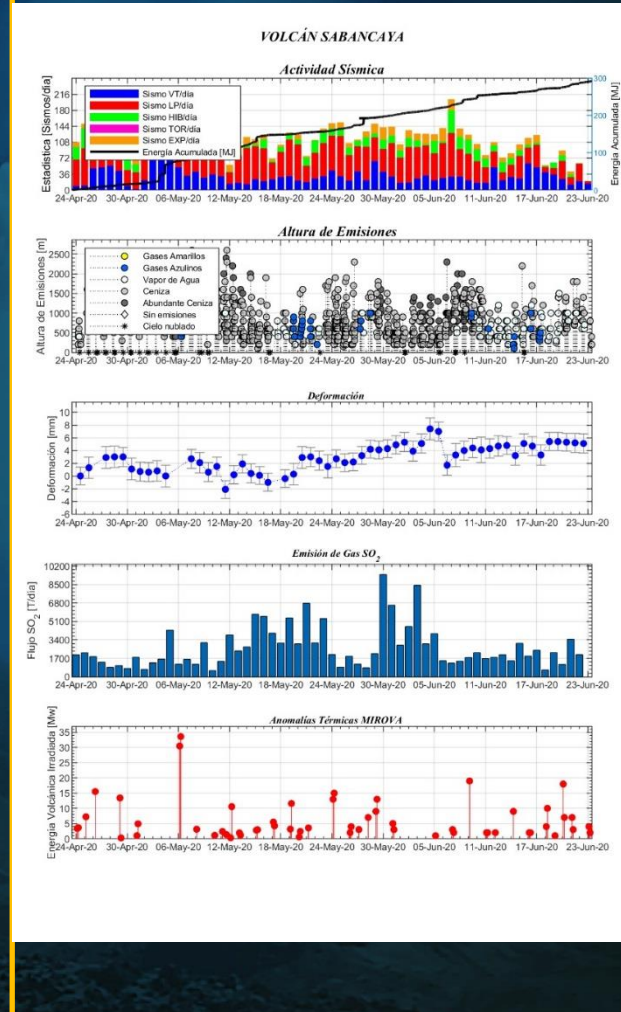 VOLCÁN SABANCAYA
Actividad Sísmica
Estadística [Sismos/día]
216
180
144
108
72
36
0
Sismo VT/día
Sismo LP/día
Sismo HIB/día
Sismo TOR/día
Sismo EXP/día
Energía Acumulada [MJ]
300
200
100
0
Energía Acumulada [MJ]
24-Apr-20 30-Apr-20 06-May-20 12-May-20 18-May-20 24-May-20 30-May-20 05-Jun-20 11-Jun-20 17-Jun-20 23-Jun-20
Altura de Emisiones
Altura de Emisiones [m]
2500
2000
1500
1000
500
0
Gases Amarillos
Gases Azulinos
Vapor de Agua
Ceniza
Abundante Ceniza
Sin emisiones
Cielo nublado
24-Apr-20 30-Apr-20 06-May-20 12-May-20 18-May-20 24-May-20 30-May-20 05-Jun-20 11-Jun-20 17-Jun-20 23-Jun-20
Deformación
Deformación [mm]
10
8
6
4
2
0
-2
-4
-6
24-Apr-20 30-Apr-20 06-May-20 12-May-20 18-May-20 24-May-20 30-May-20 05-Jun-20 11-Jun-20 17-Jun-20 23-Jun-20
Emisión de Gas SO2
Flujo SO2 [T/día]
10200
8500
6800
5100
3400
1700
0
24-Apr-20 30-Apr-20 06-May-20 12-May-20 18-May-20 24-May-20 30-May-20 05-Jun-20 11-Jun-20 17-Jun-20 23-Jun-20
Anomalías Térmicas MIROVA
Energía Volcánica Irradiada [Mw]
35
30
25
20
15
10
5
0
24-Apr-20 30-Apr-20 06-May-20 12-May-20 18-May-20 24-May-20 30-May-20 05-Jun-20 11-Jun-20 17-Jun-20 23-Jun-20